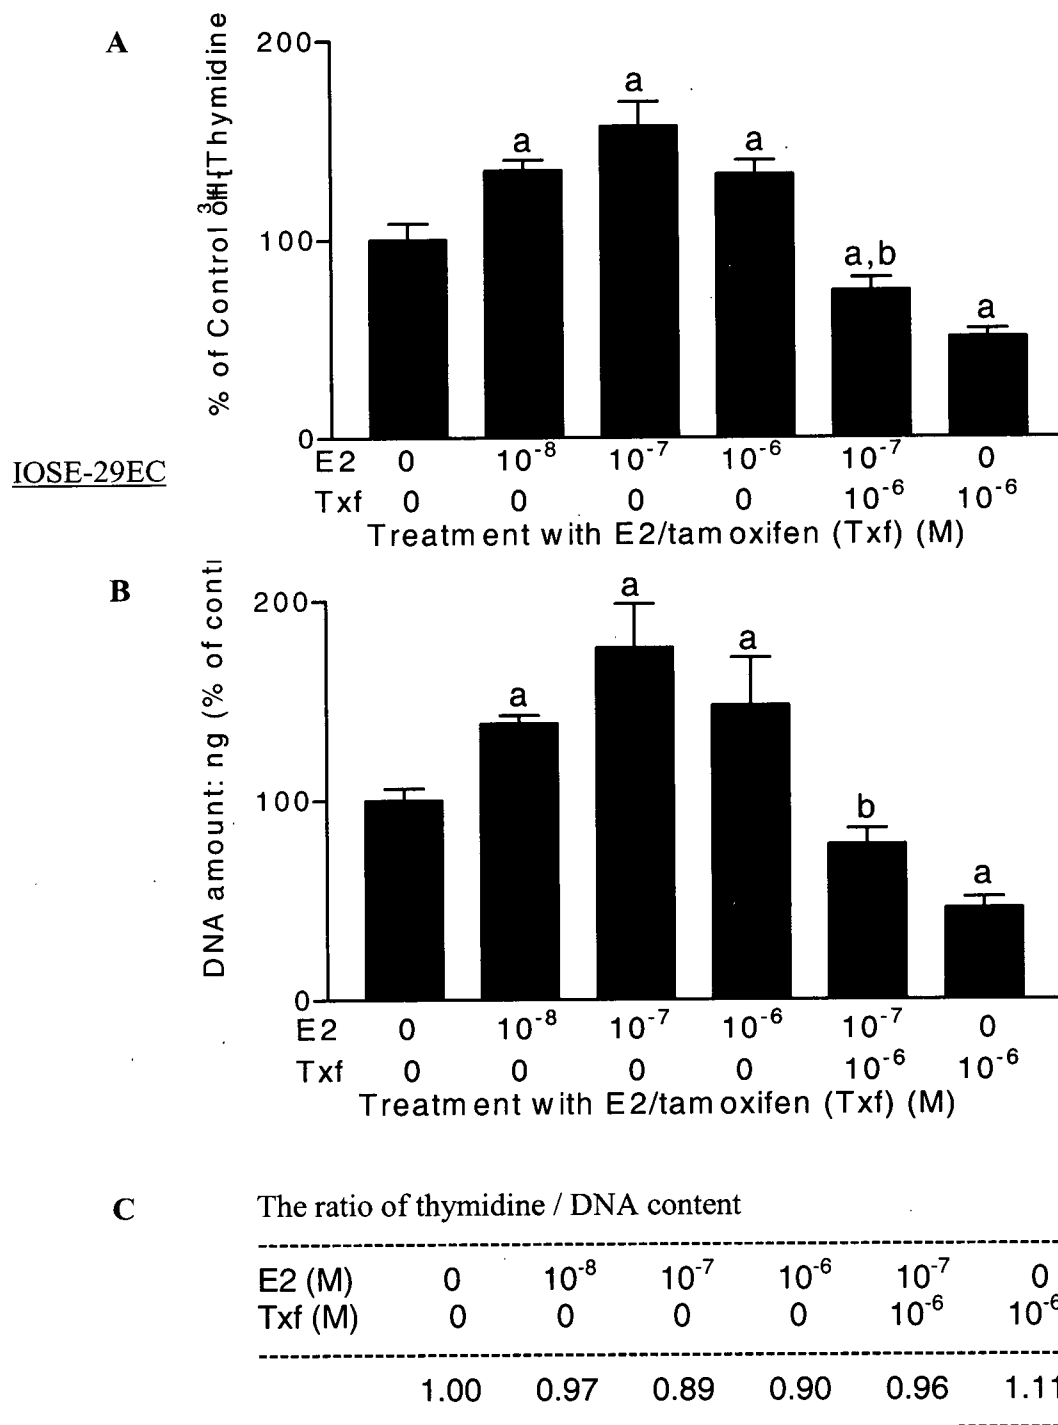 A
% of Control of [³H]Thymidine
200
a
a
a
100
a,b
a
0
IOSE-29EC
E2 0 10⁻⁸ 10⁻⁷ 10⁻⁶ 10⁻⁷ 0
Txf 0 0 0 0 10⁻⁶ 10⁻⁶
Treatment with E2/tamoxifen (Txf) (M)
B
DNA amount: ng (% of
200
a
a
a
100
b
a
0
E2 0 10⁻⁸ 10⁻⁷ 10⁻⁶ 10⁻⁷ 0
Txf 0 0 0 0 10⁻⁶ 10⁻⁶
Treatment with E2/tamoxifen (Txf) (M)
C The ratio of thymidine / DNA content
E2 (M) 0 10⁻⁸ 10⁻⁷ 10⁻⁶ 10⁻⁷ 0
Txf (M) 0 0 0 0 10⁻⁶ 10⁻⁶
1.00 0.97 0.89 0.90 0.96 1.11